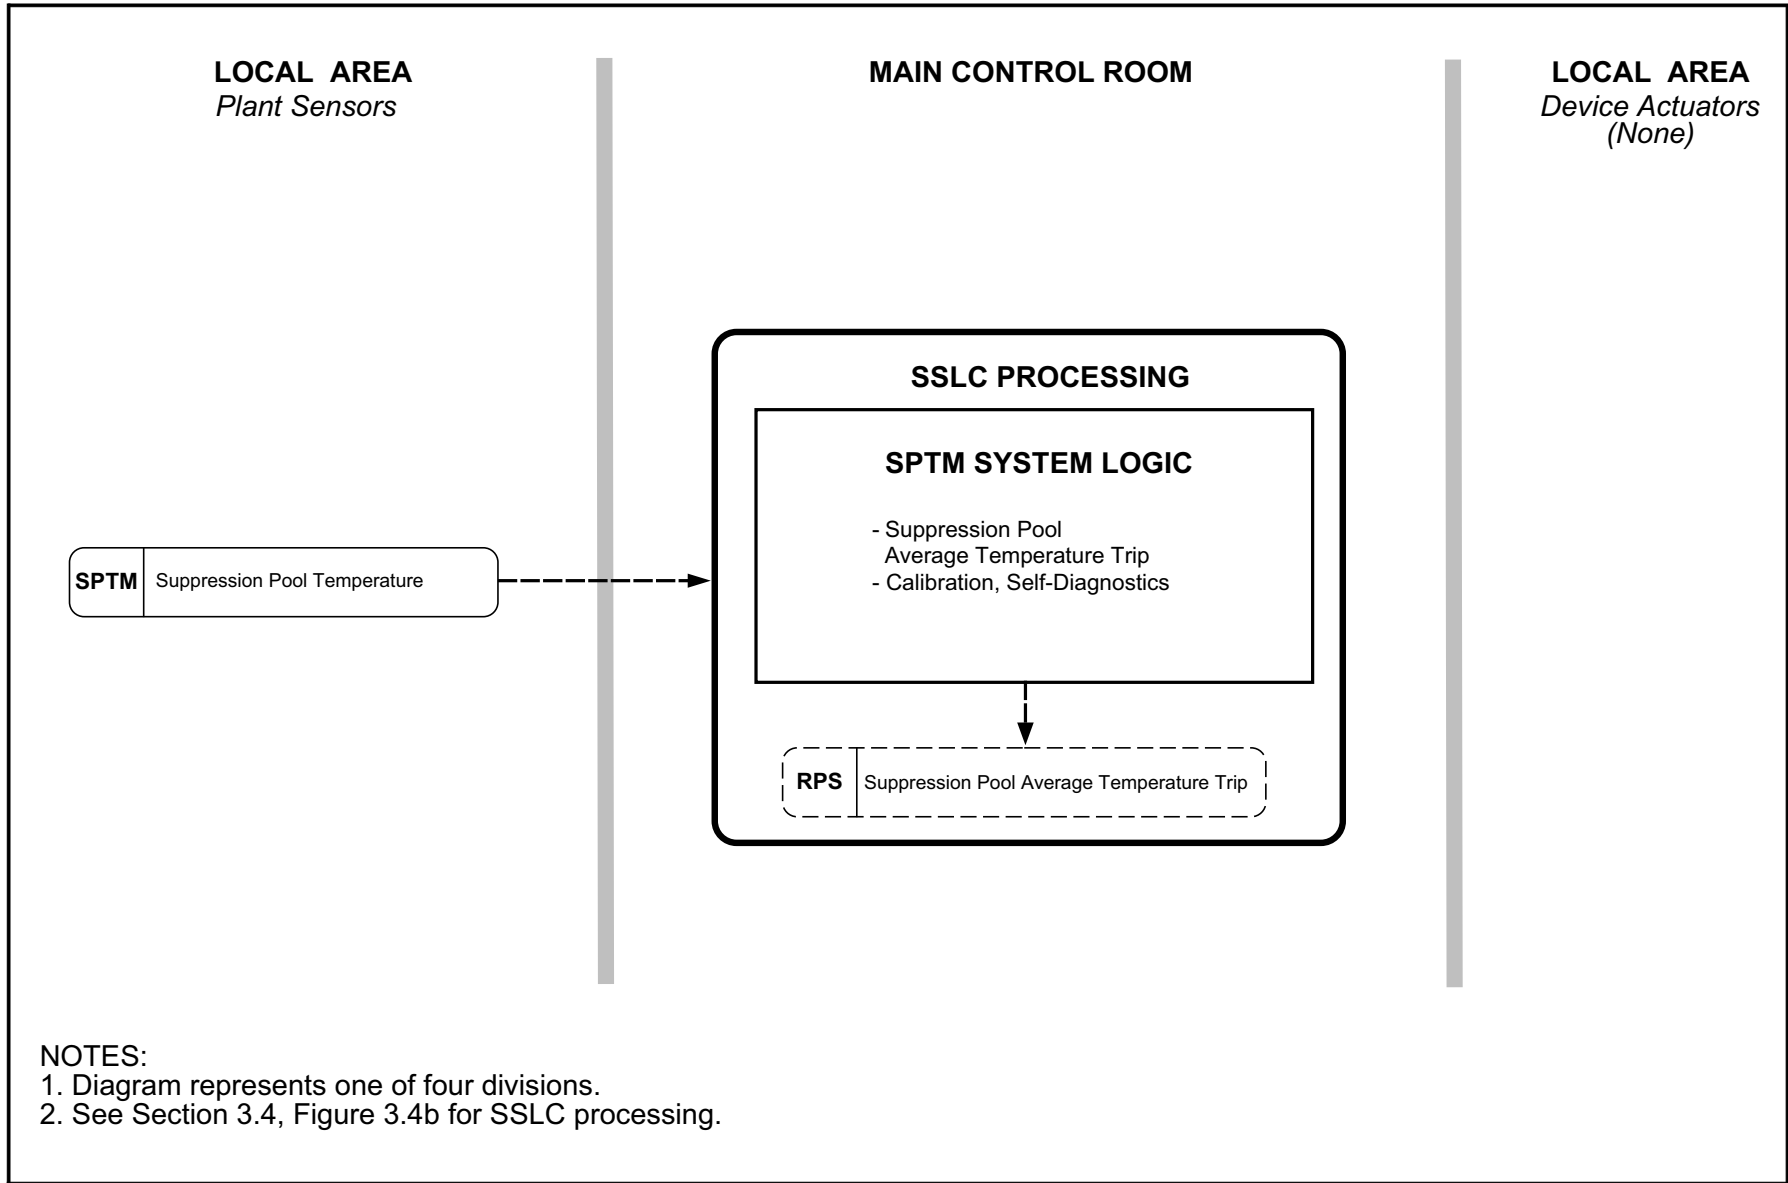 LOCAL AREA
Plant Sensors
MAIN CONTROL ROOM
LOCAL AREA
Device Actuators
(None)
SSLC PROCESSING
SPTM SYSTEM LOGIC
- Suppression Pool
Average Temperature Trip
- Calibration, Self-Diagnostics
SPTM Suppression Pool Temperature
RPS Suppression Pool Average Temperature Trip
NOTES:
1. Diagram represents one of four divisions.
2. See Section 3.4, Figure 3.4b for SSLC processing.